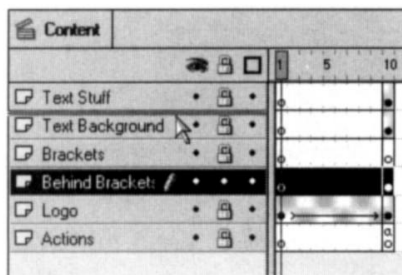 Content
1 5 10
Text Stuff
Text Background
Brackets
Behind Brackets
Logo
Actions
a